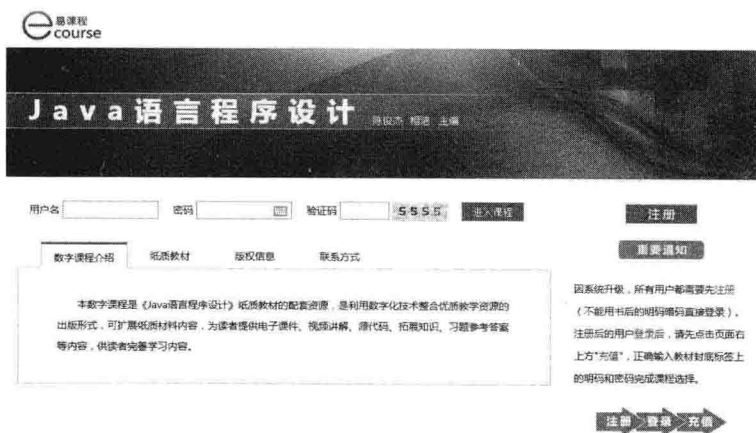 易课程
ecourse
Java语言程序设计 陈俊杰 相洁 主编
用户名 密码 验证码 5555 进入课程
注册
重要通知
数字课程介绍 纸质教材 版权信息 联系方式
本数字课程是《Java语言程序设计》纸质教材的配套资源，是利用数字化技术整合优质教学资源的
出版形式，可扩展纸质材料内容，为读者提供电子课件、视频讲解、源代码、拓展知识、习题参考答案
等内容，供读者完善学习内容。
因系统升级，所有用户都需要先注册
（不能用书后的明码暗码直接登录）。
注册后的用户登录后，请先点击页面右
上方“充值”，正确输入教材封底标签上
的明码和密码完成课程选择。
注册 登录 充值